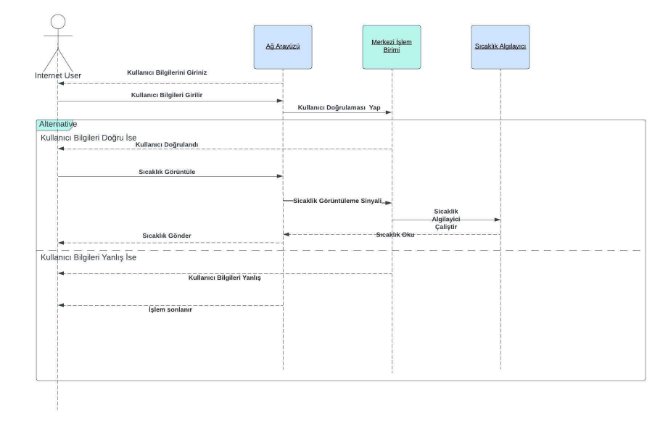 Ağ Arayüzü
Merkezi İşlem
Birimi
Sıcaklık Algılayıcı
Internet User
Kullanıcı Bilgilerini Giriniz
Kullanıcı Bilgileri Girilir
Kullanıcı Doğrulaması Yap
Alternative
Kullanıcı Bilgileri Doğru İse
Kullanıcı Doğrulandı
Sıcaklık Görüntüle
Sıcaklık Görüntüleme Sinyali
Sıcaklık
Algılayici
Çaliştir
Sıcaklık Gönder
Sıcaklık Oku
Kullanıcı Bilgileri Yanlış İse
Kullanıcı Bilgileri Yanlış
İşlem sonlanır